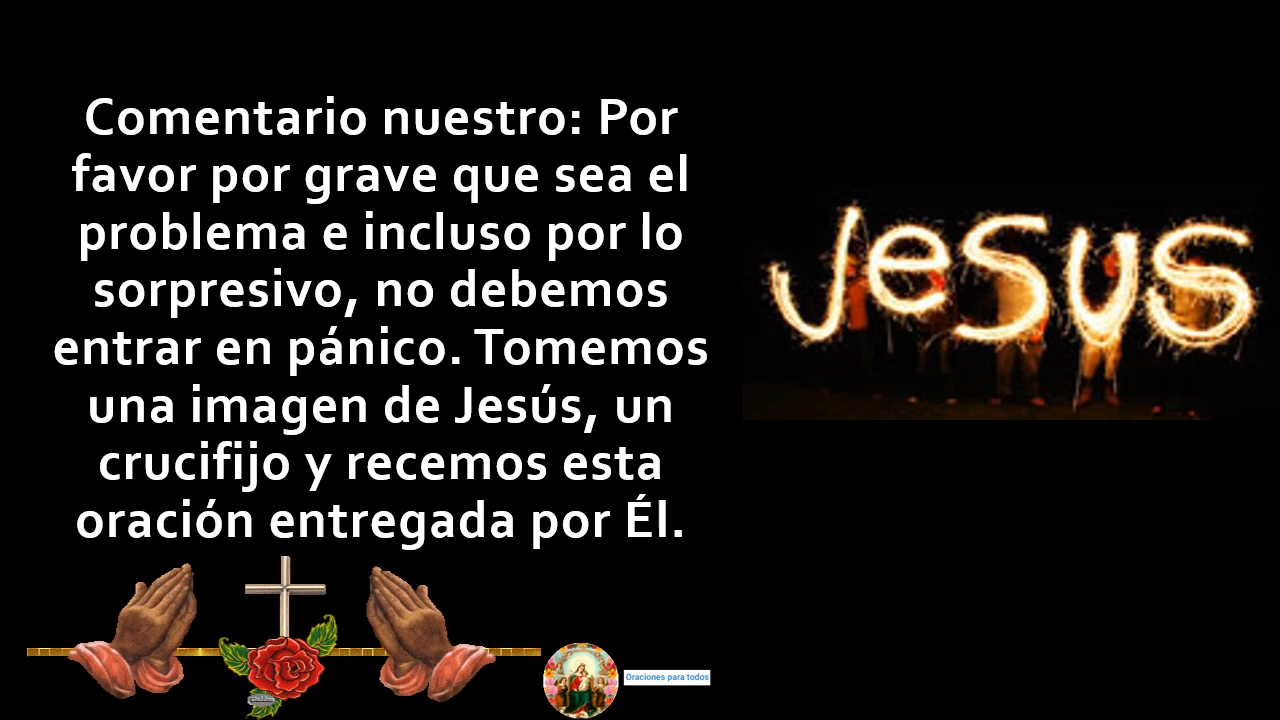 Comentario nuestro: Por
favor por grave que sea el
problema e incluso por lo
sorpresivo, no debemos
entrar en pánico. Tomemos
una imagen de Jesús, un
crucifijo y recemos esta
oración entregada por Él.
JeSuS
Oraciones para todos